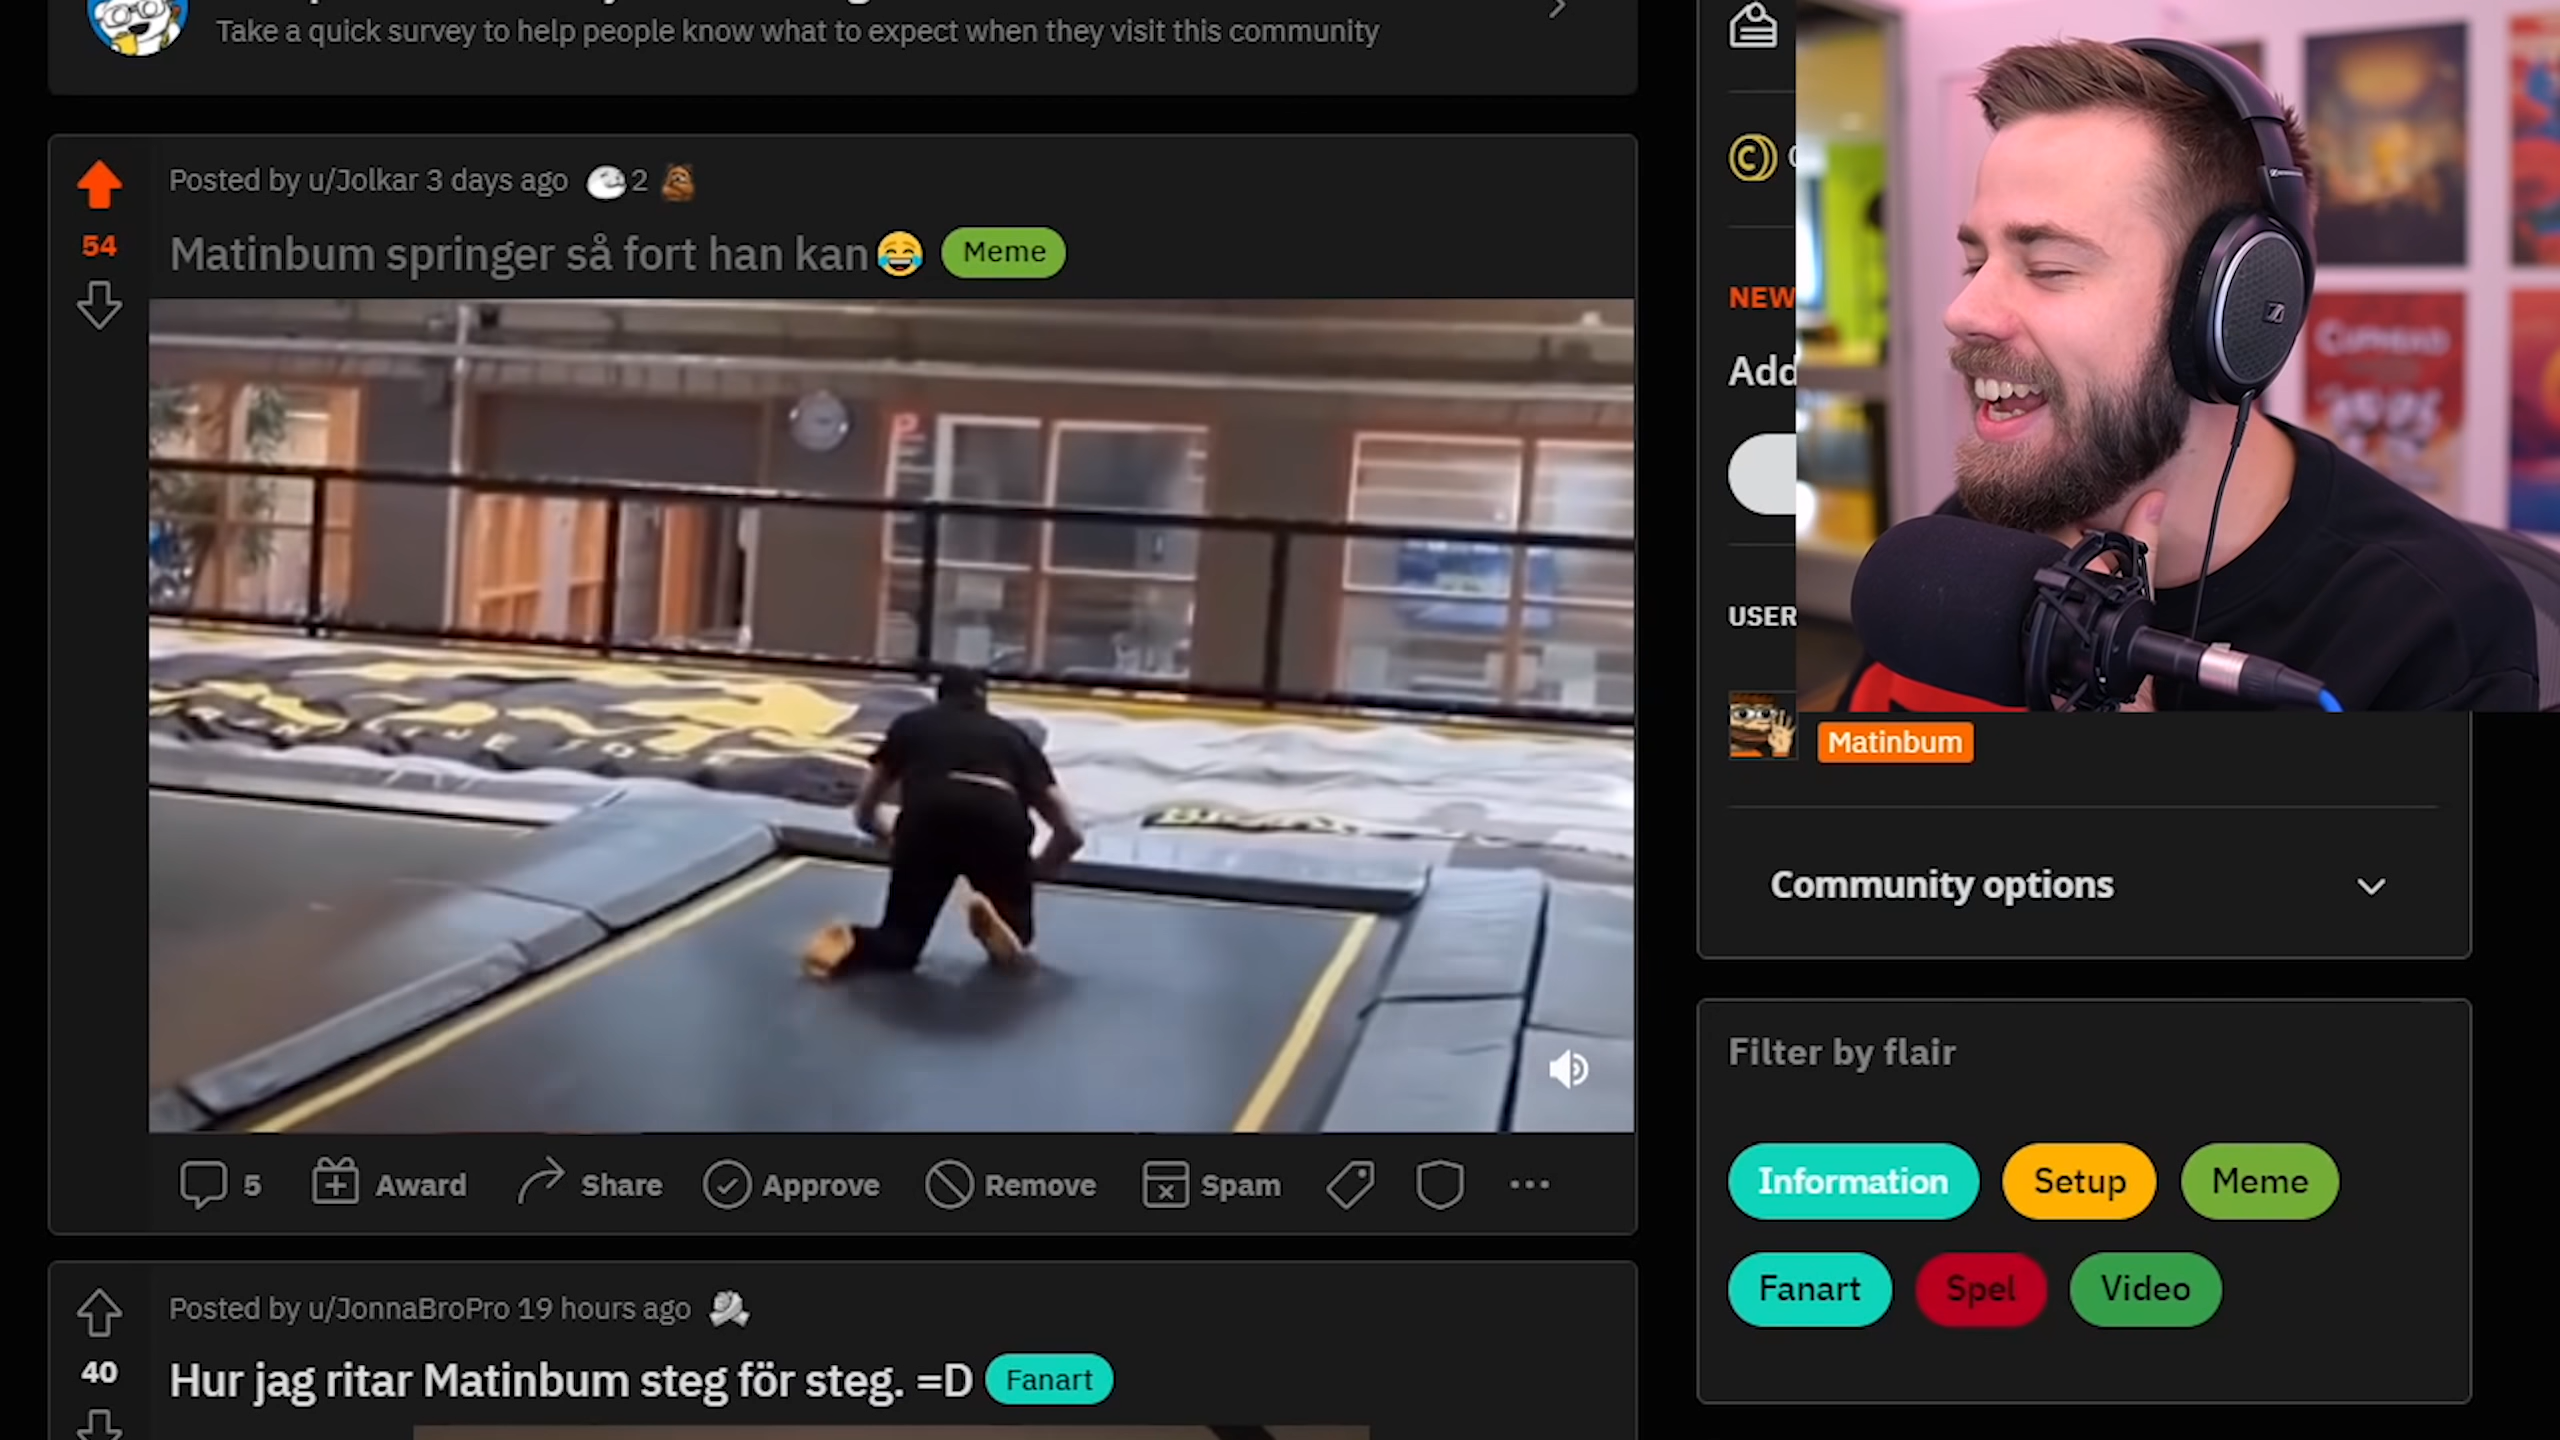 Take a quick survey to help people know what to expect when they visit this community
Posted by u/Jolkar 3 days ago 2
54
Matinbum springer så fort han kan😂 Meme
5 Award Share Approve Remove Spam
Posted by u/JonnaBroPro 19 hours ago
40
Hur jag ritar Matinbum steg för steg. =D Fanart
NEW
Add
USER
CUPHEAD
Matinbum
Community options
Filter by flair
Information Setup Meme
Fanart Spel Video